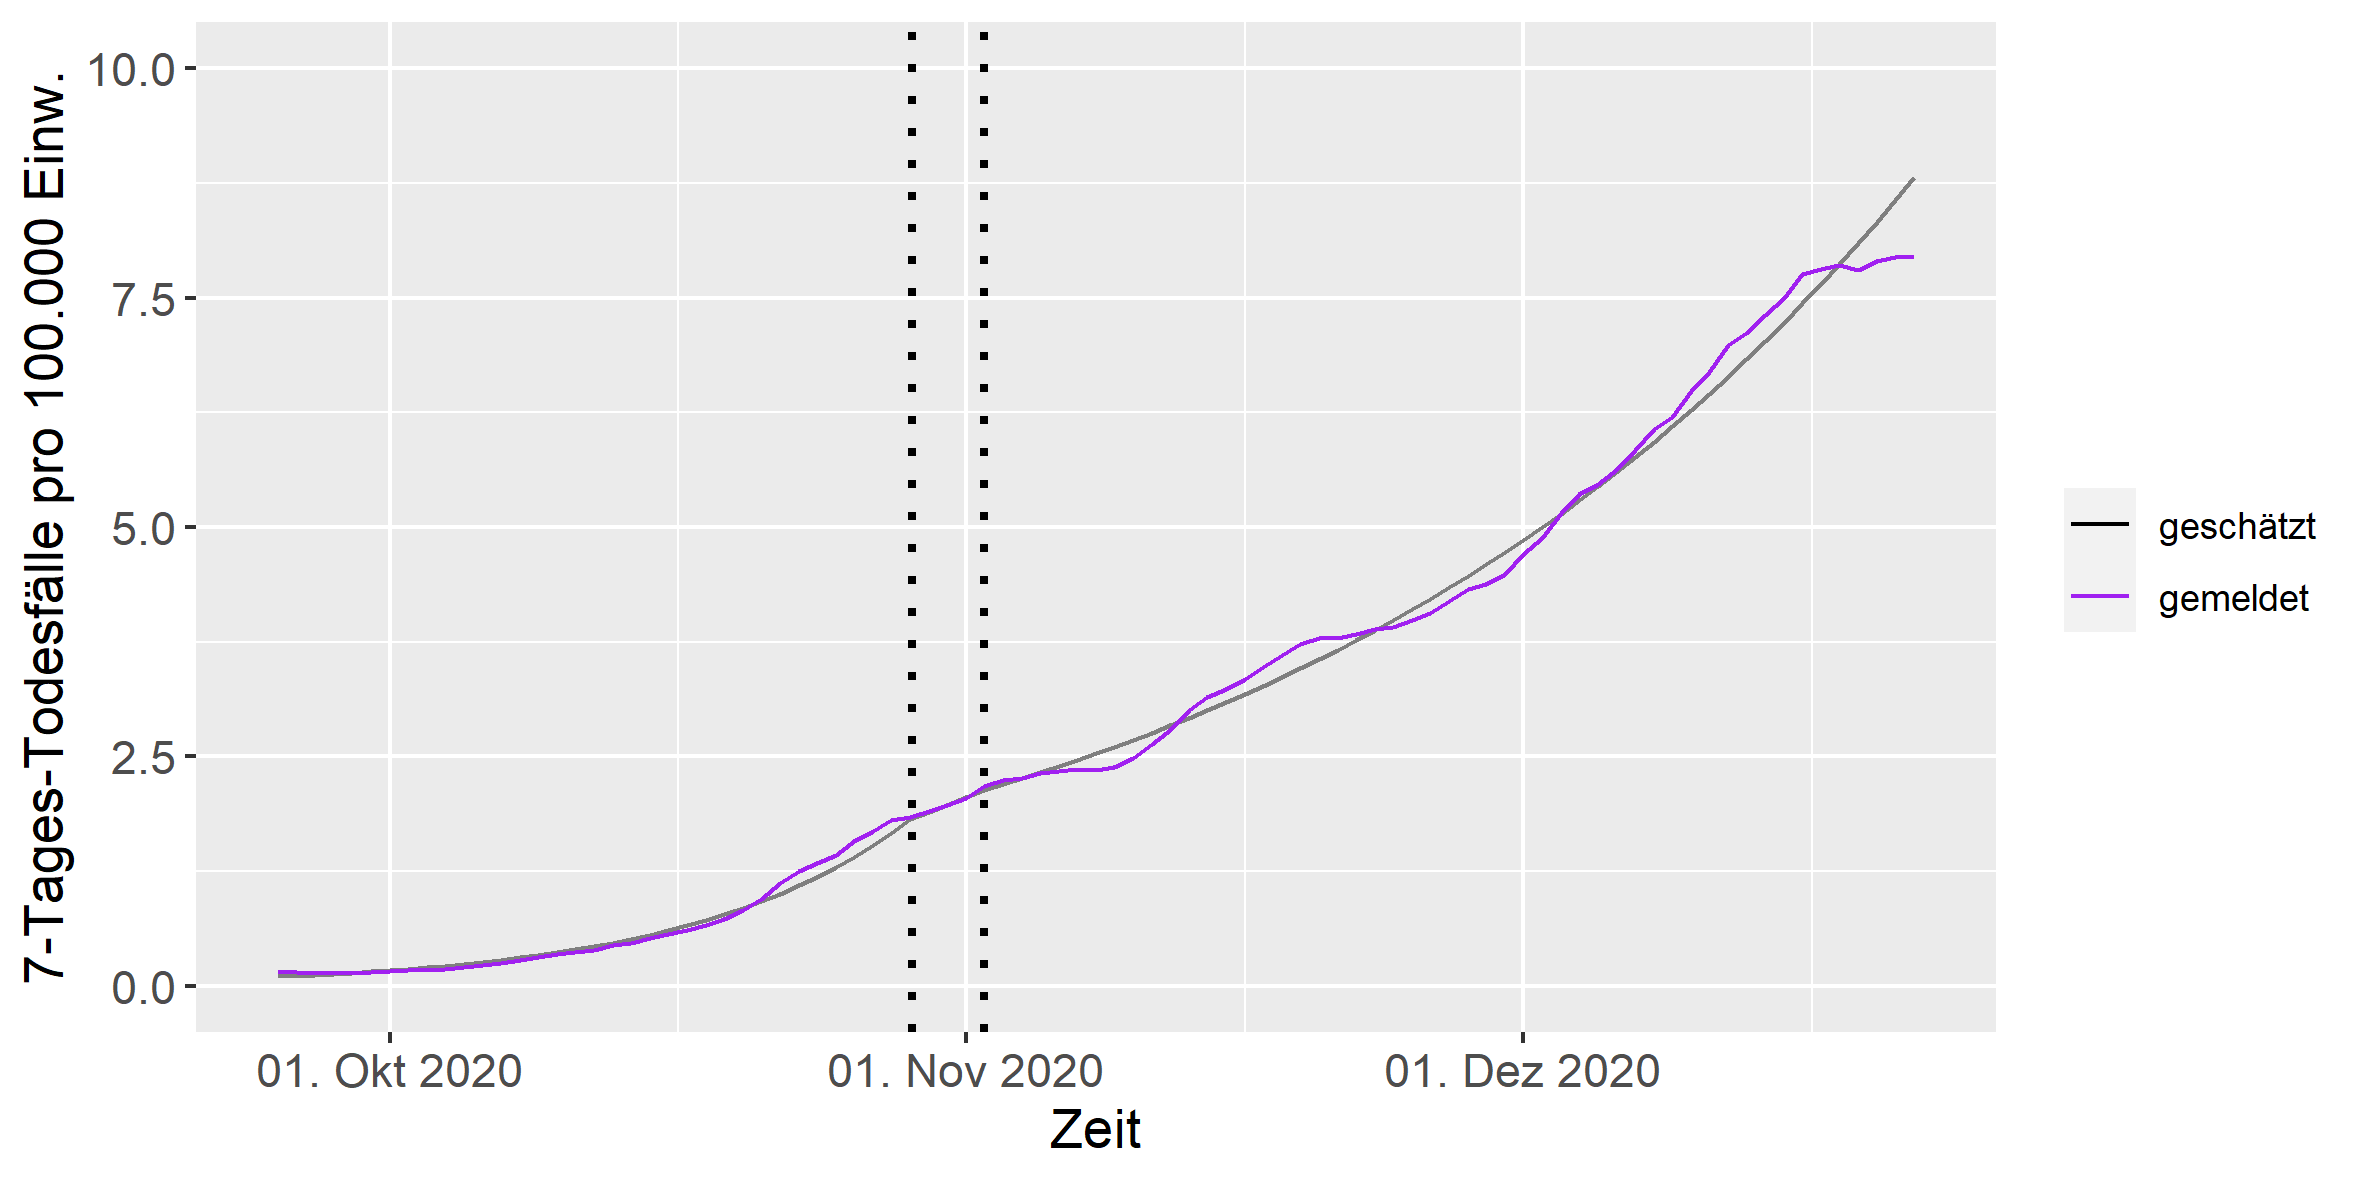 7-Tages-Todesfälle pro 100.000 Einw.
10.0
7.5
5.0
2.5
0.0
01. Okt 2020
01. Nov 2020
01. Dez 2020
Zeit
geschätzt
gemeldet